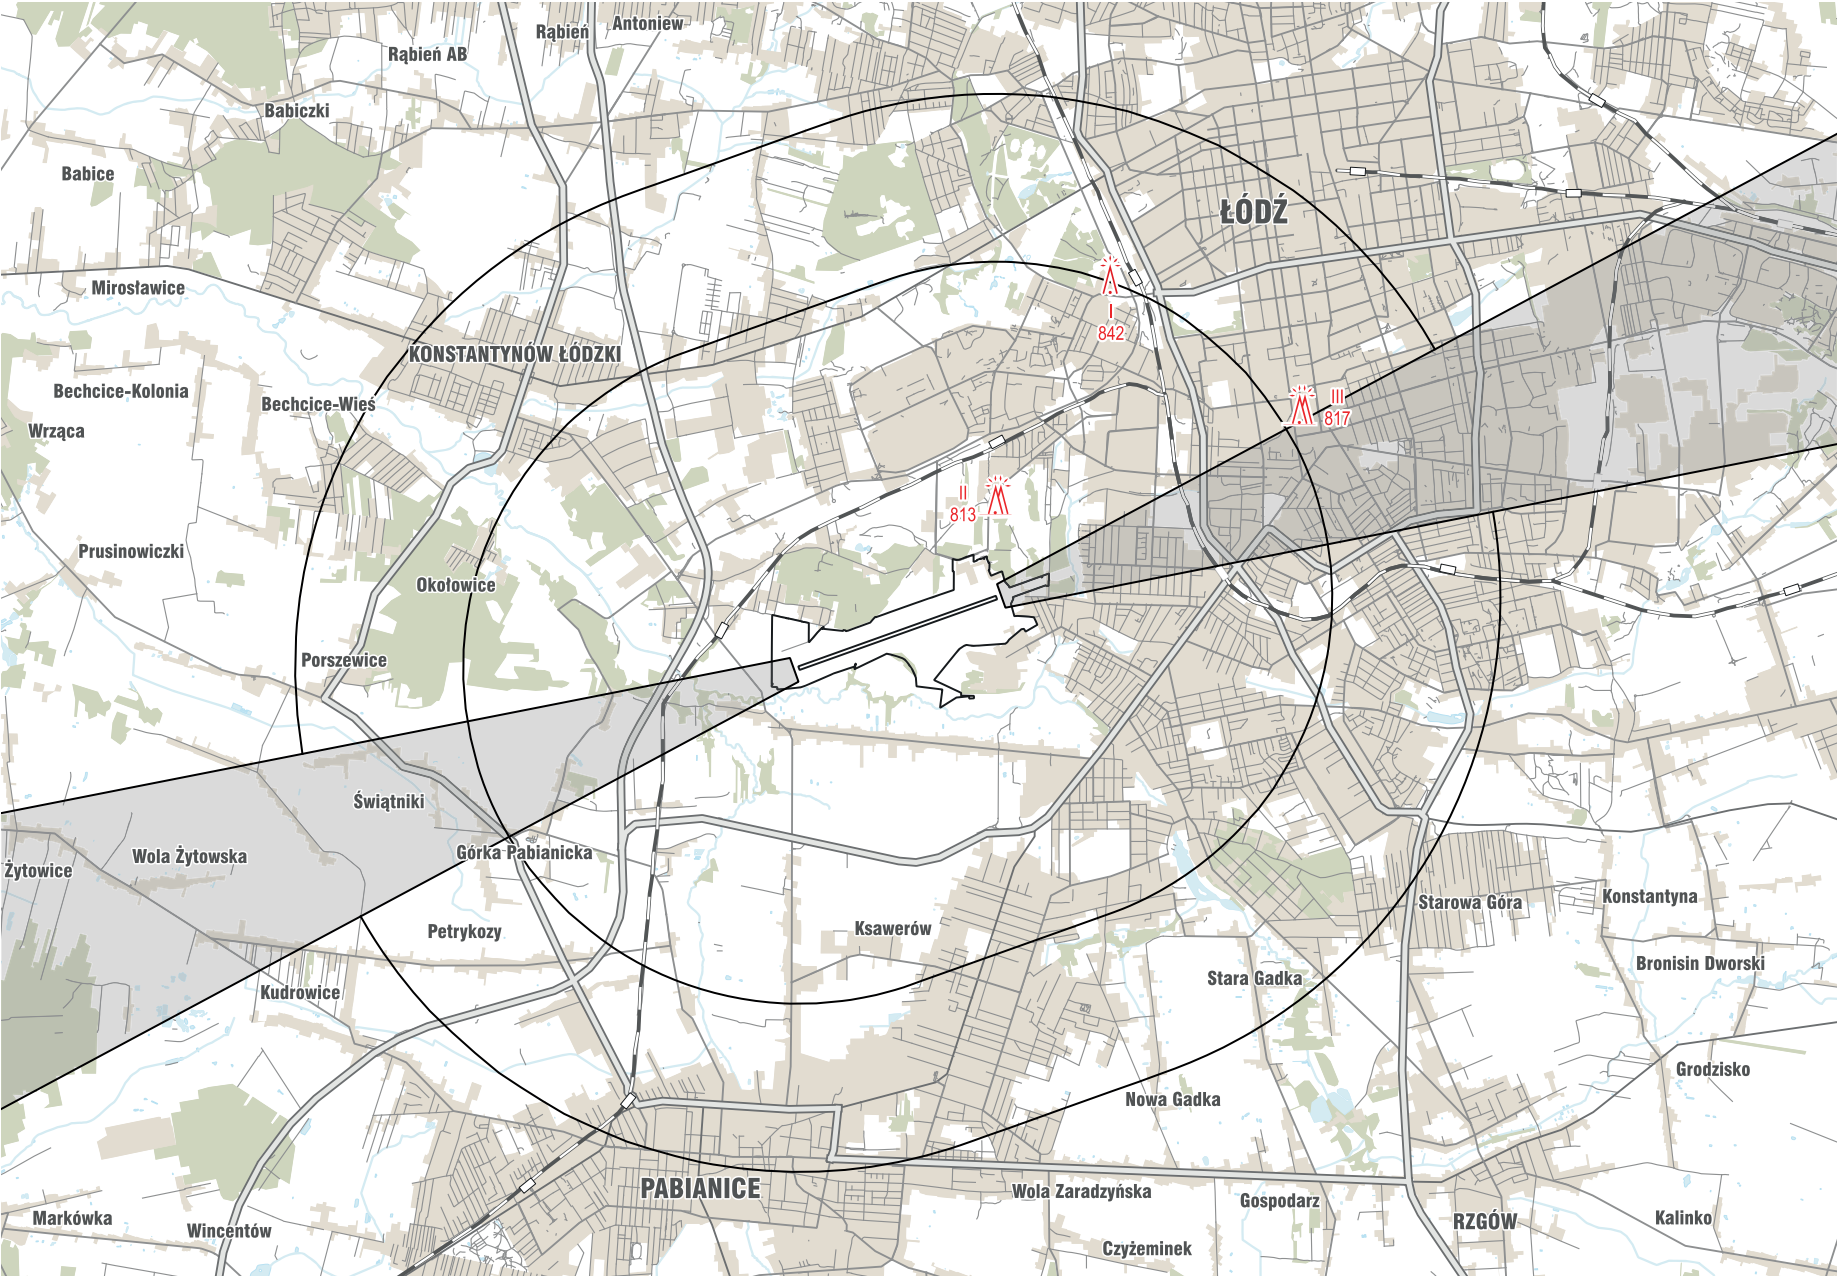 Antoniew
Rąbień
Rąbień AB
Babiczki
Babice
ŁÓDŹ
Mirosławice
I
842
KONSTANTYNÓW ŁÓDZKI
Bechcice-Kolonia
Bechcice-Wieś
III
817
Wrząca
II
813
Prusinowiczki
Okołowice
Porszewice
Świątniki
Górka Pabianicka
Wola Żytowska
Żytowice
Konstantyna
Starowa Góra
Petrykozy
Ksawerów
Bronisin Dworski
Stara Gadka
Kudrowice
Grodzisko
Nowa Gadka
PABIANICE
Wola Zaradzyńska
Gospodarz
Markówka
Wincentów
RZGÓW
Kalinko
Czyżeminek